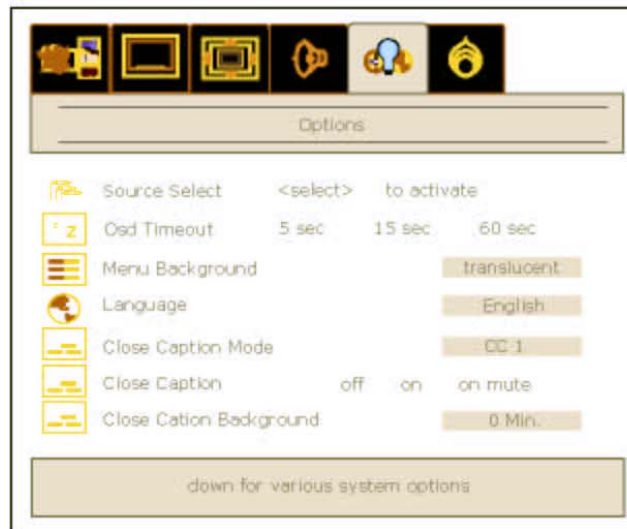 Options
Source Select <select> to activate
Osd Timeout 5 sec 15 sec 60 sec
Menu Background translucent
Language English
Close Caption Mode CC 1
Close Caption off on on mute
Close Cation Background 0 Min.
down for various system options